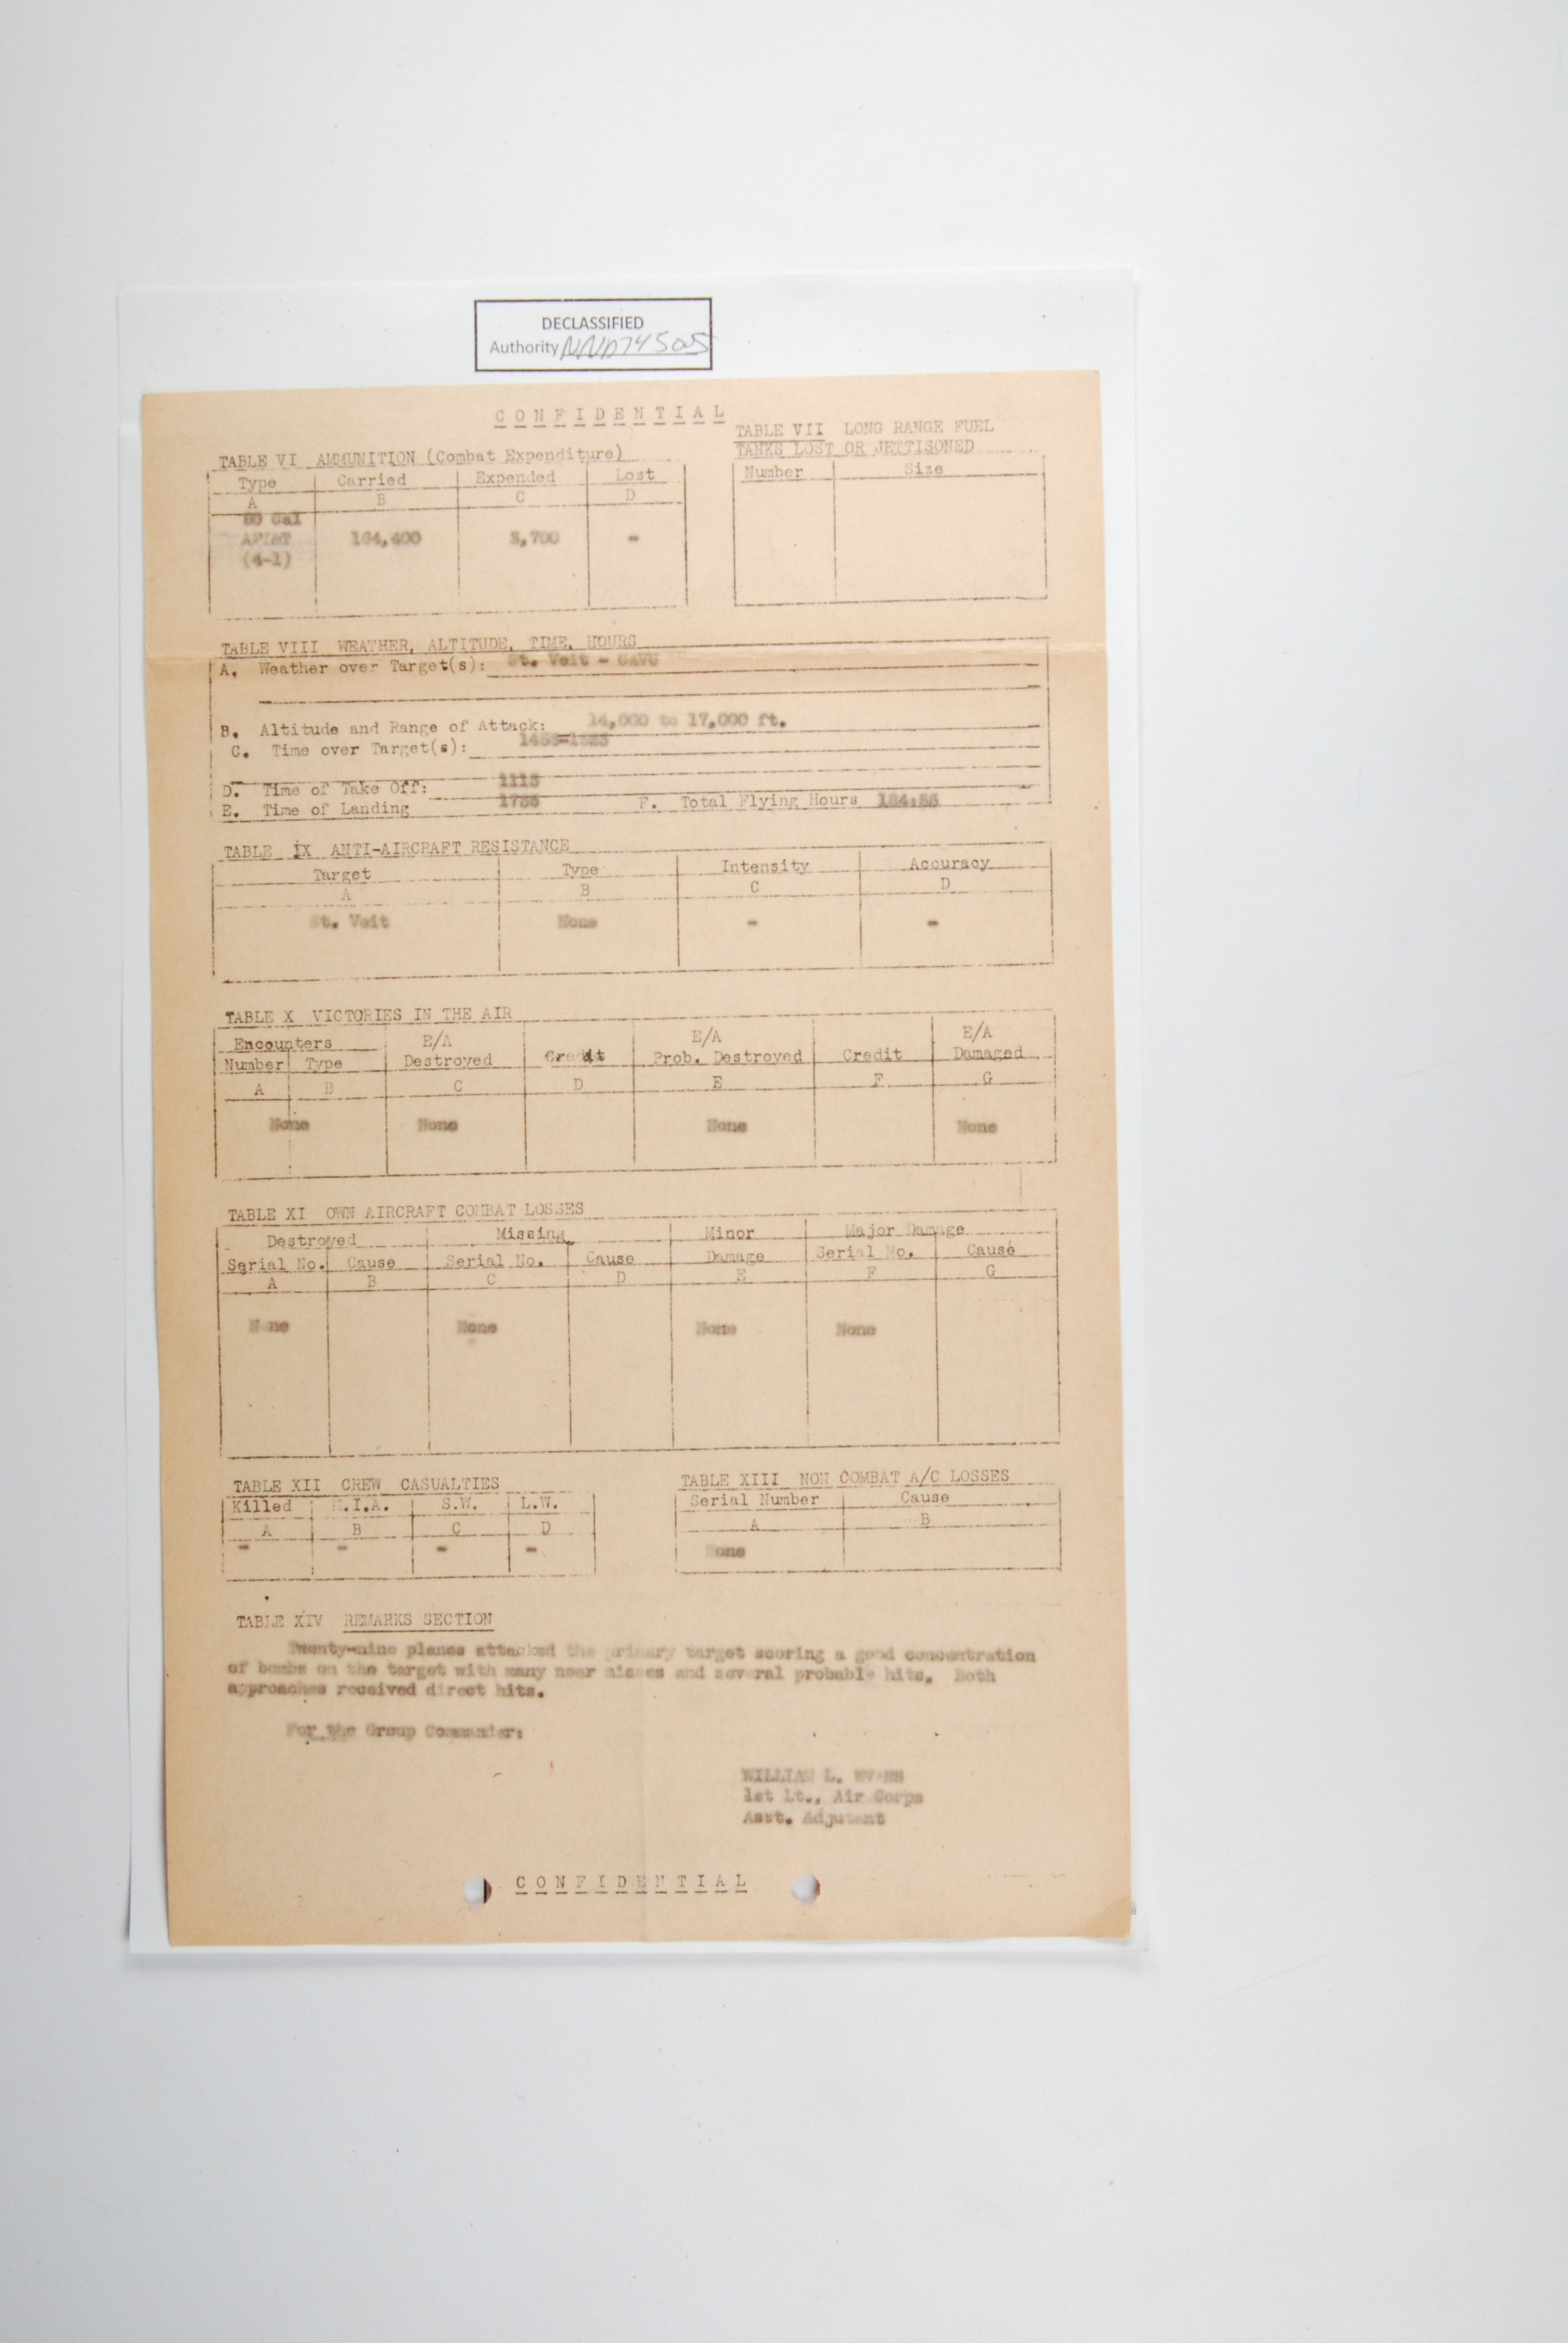 DECLASSIFIED
Authority NND745005
CONFIDENTIAL
TABLE VII LONG RANGE FUEL
TANKS LOST OR JETTISONED
Number Size
TABLE VI AMMUNITION (Combat Expenditure)
Type Carried Expended Lost
A B C D
50 Cal
API&T 164,400 3,700 -
(4-1)
TABLE VIII WEATHER, ALTITUDE, TIME, HOURS
A. Weather over Target(s): St. Veit - CAVU
B. Altitude and Range of Attack: 14,000 to 17,000 ft.
C. Time over Target(s):
D. Time of Take Off:
E. Time of Landing F. Total Flying Hours
TABLE IX ANTI-AIRCRAFT RESISTANCE
Target Type Intensity Accuracy
A B C D
St. Veit None - -
TABLE X VICTORIES IN THE AIR
Encounters E/A E/A E/A
Number Type Destroyed Credit Prob. Destroyed Credit Damaged
A B C D E F G
None None None None
TABLE XI OWN AIRCRAFT COMBAT LOSSES
Destroyed Missing Minor Major Damage
Serial No. Cause Serial No. Cause Damage Serial No. Cause
A B C D E F G
None None None None
TABLE XII CREW CASUALTIES
Killed M.I.A. S.W. L.W.
A B C D
- - - -
TABLE XIII NON COMBAT A/C LOSSES
Serial Number Cause
A B
None
TABLE XIV REMARKS SECTION
Twenty-nine planes attacked the primary target scoring a good concentration
of bombs on the target with many near misses and several probable hits. Both
approaches received direct hits.
For the Group Commander:
WILLIAM L. EVANS
1st Lt., Air Corps
Asst. Adjutant
CONFIDENTIAL